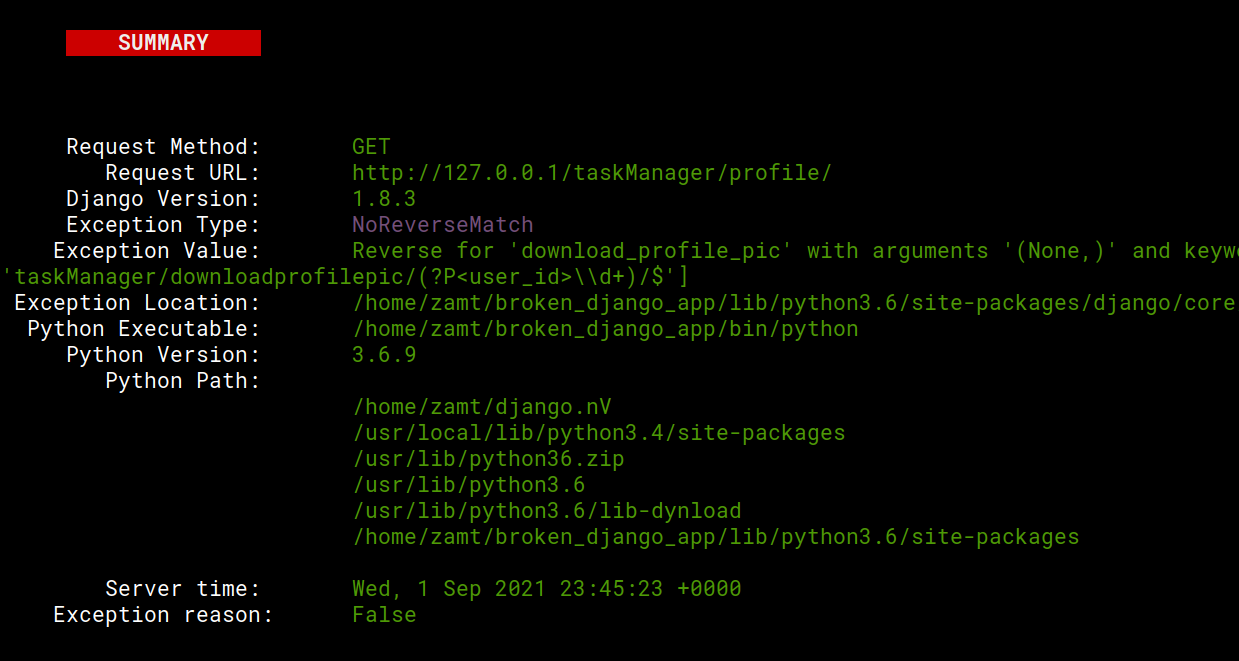 SUMMARY
Request Method: GET
Request URL: http://127.0.0.1/taskManager/profile/
Django Version: 1.8.3
Exception Type: NoReverseMatch
Exception Value: Reverse for 'download_profile_pic' with arguments '(None,)' and keyw
'taskManager/downloadprofilepic/(?P<user_id>\\d+)/$']
Exception Location: /home/zamt/broken_django_app/lib/python3.6/site-packages/django/core
Python Executable: /home/zamt/broken_django_app/bin/python
Python Version: 3.6.9
Python Path:
/home/zamt/django.nV
/usr/local/lib/python3.4/site-packages
/usr/lib/python36.zip
/usr/lib/python3.6
/usr/lib/python3.6/lib-dynload
/home/zamt/broken_django_app/lib/python3.6/site-packages
Server time: Wed, 1 Sep 2021 23:45:23 +0000
Exception reason: False